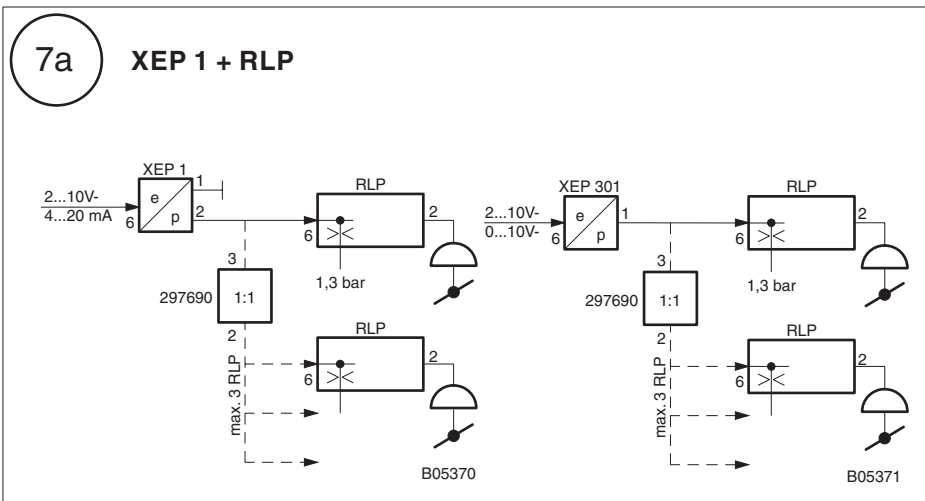 7a
XEP 1 + RLP
XEP 1
2...10V-
4...20 mA
6
e
p
1
2
RLP
6
2
1,3 bar
3
297690
1:1
2
max. 3 RLP
RLP
6
2
B05370
XEP 301
2...10V-
0...10V-
6
e
p
1
RLP
6
2
1,3 bar
3
297690
1:1
2
max. 3 RLP
RLP
6
2
B05371